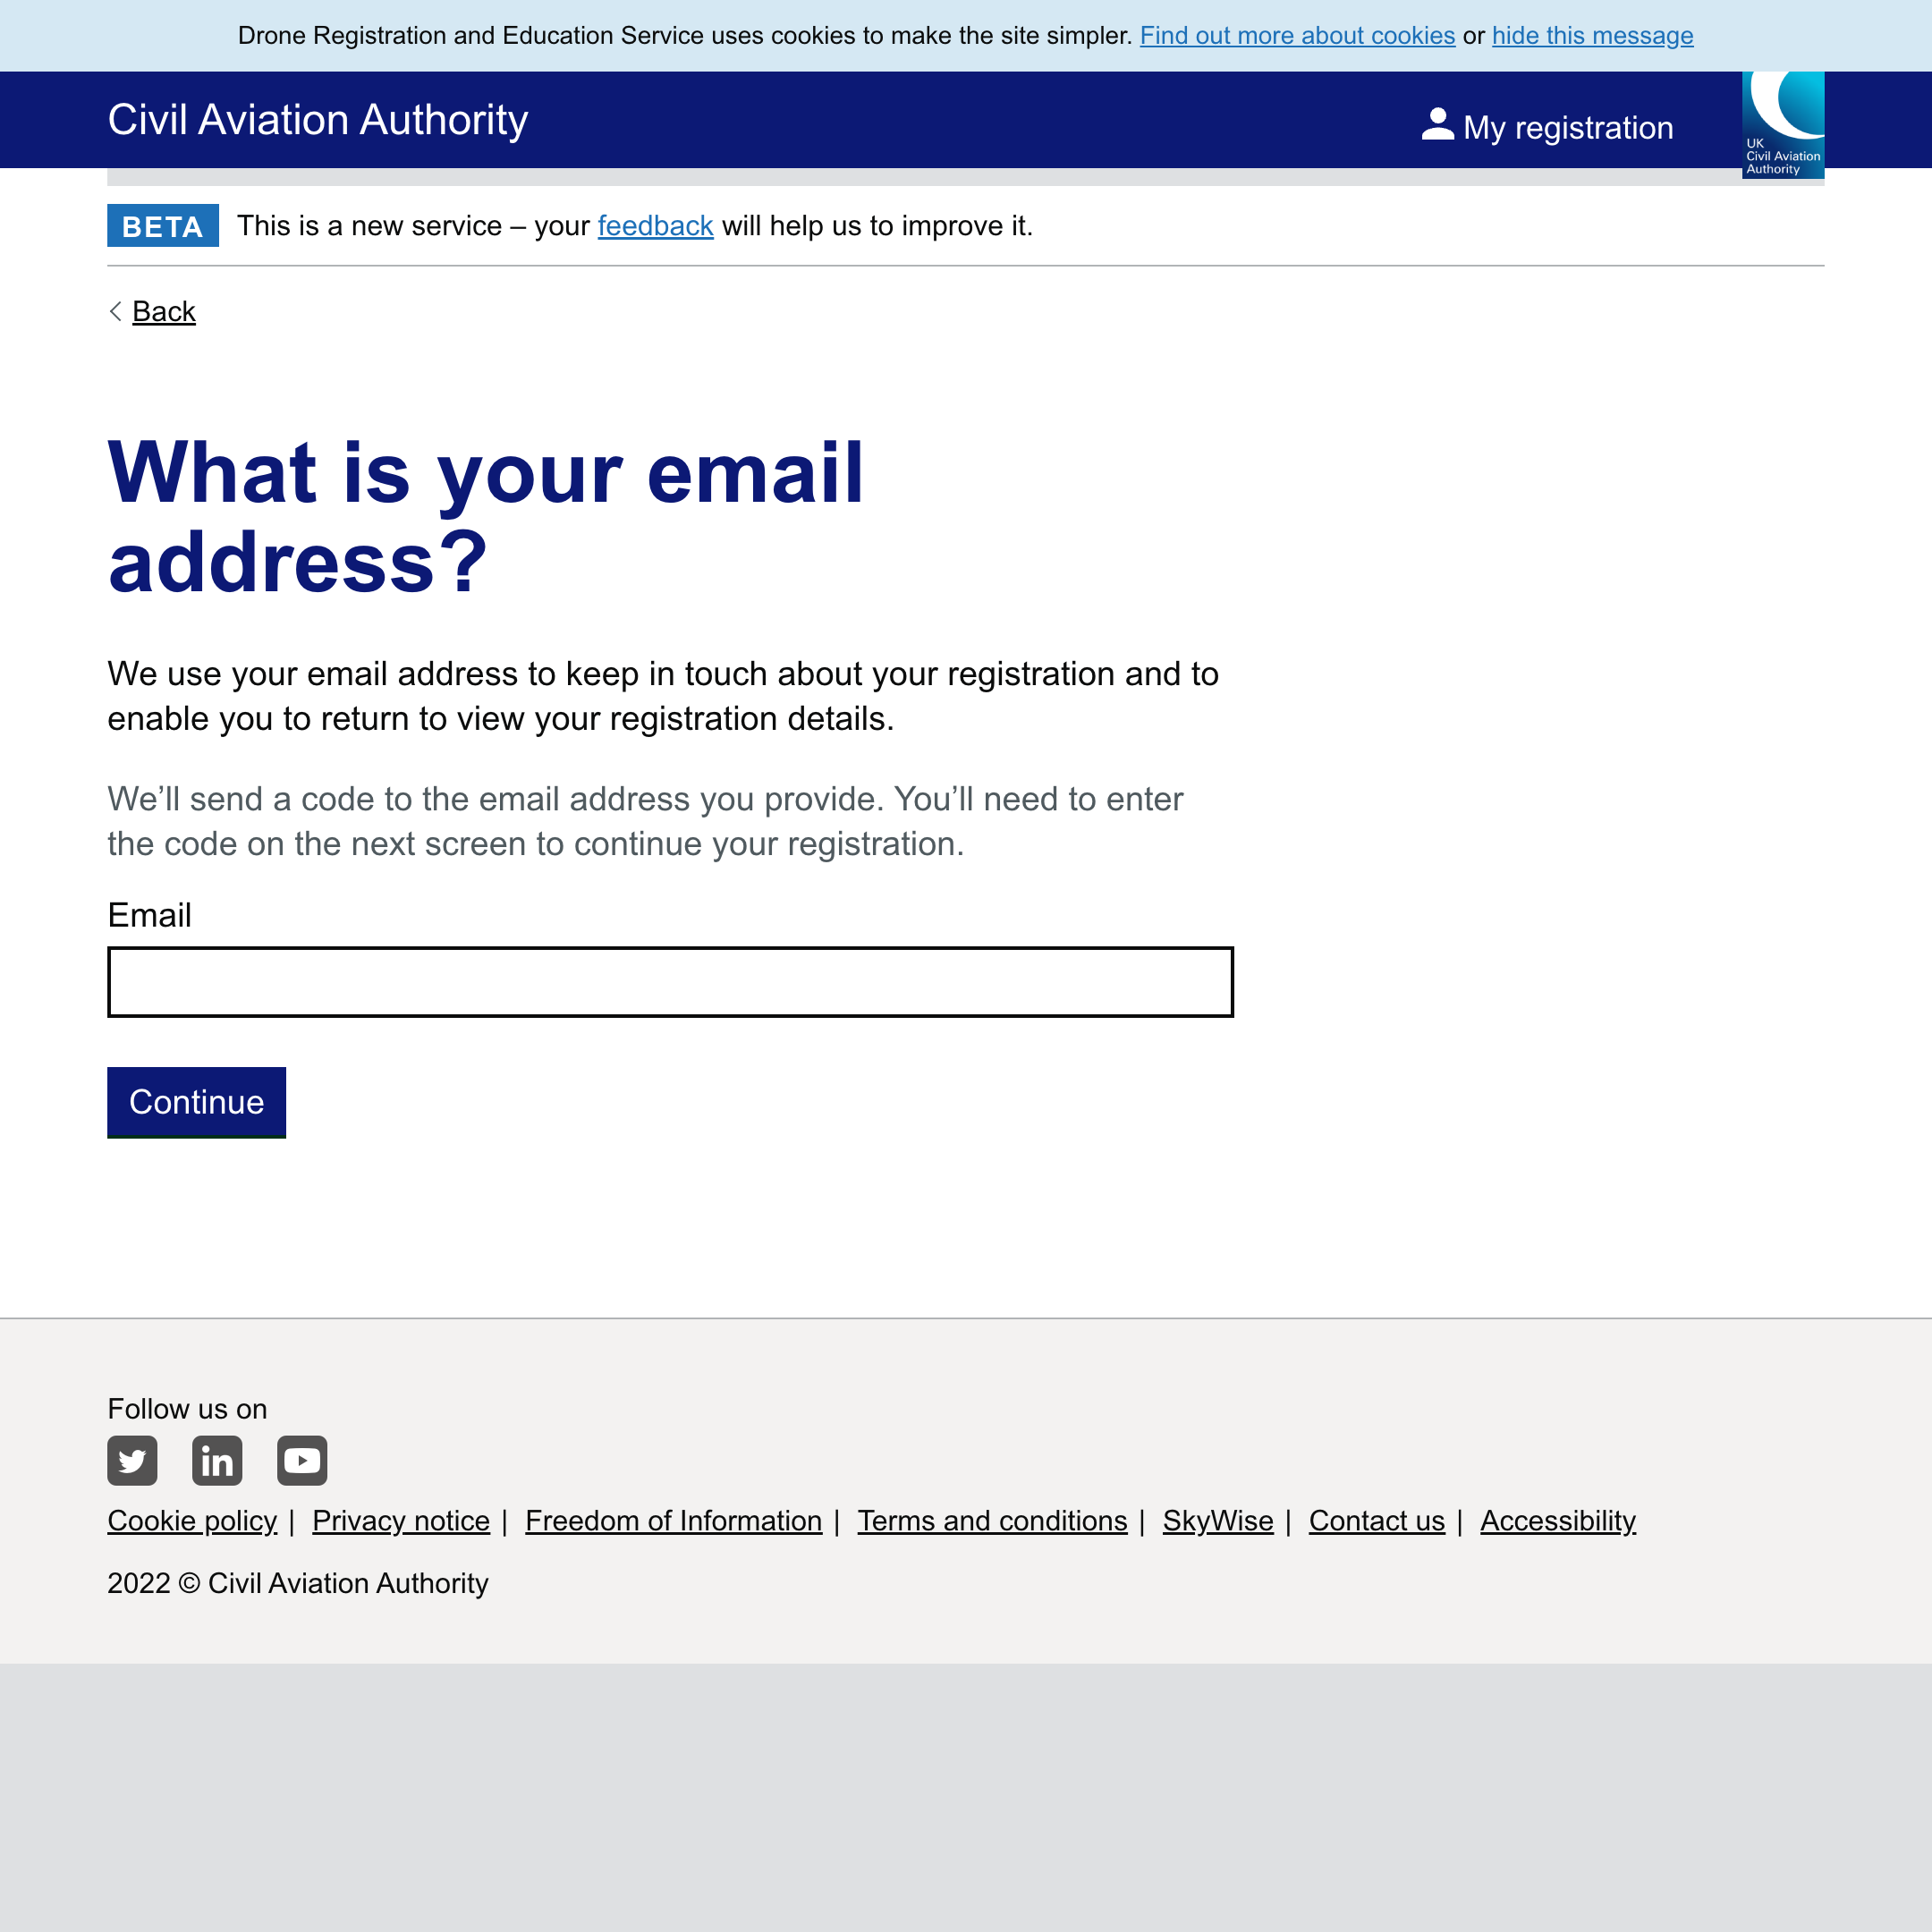 Drone Registration and Education Service uses cookies to make the site simpler. Find out more about cookies or hide this message
Civil Aviation Authority
My registration
UK
Civil Aviation
Authority
BETA This is a new service – your feedback will help us to improve it.
Back
What is your email
address?
We use your email address to keep in touch about your registration and to
enable you to return to view your registration details.
We’ll send a code to the email address you provide. You’ll need to enter
the code on the next screen to continue your registration.
Email
Continue
Follow us on
in
Cookie policy | Privacy notice | Freedom of Information | Terms and conditions | SkyWise | Contact us | Accessibility
2022 © Civil Aviation Authority